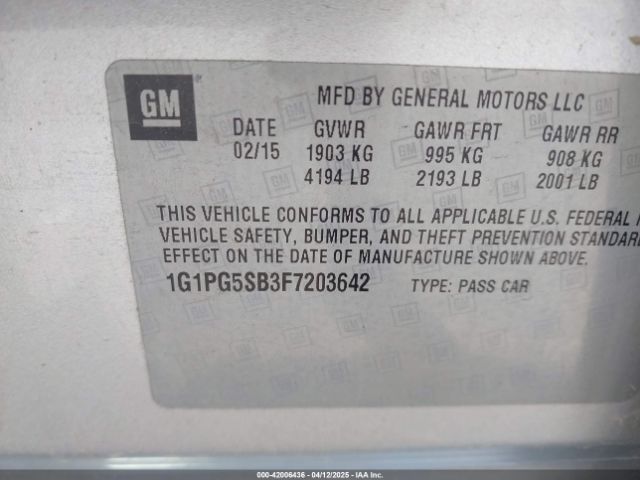 GM
MFD BY GENERAL MOTORS LLC
DATE GVWR GAWR FRT GAWR RR
02/15 1903 KG 995 KG 908 KG
4194 LB 2193 LB 2001 LB
THIS VEHICLE CONFORMS TO ALL APPLICABLE U.S. FEDERAL
VEHICLE SAFETY, BUMPER, AND THEFT PREVENTION STANDAR
EFFECT ON THE DATE OF MANUFACTURE SHOWN ABOVE.
1G1PG5SB3F7203642 TYPE: PASS CAR
000-42006436 - 04/12/2025 - IAA Inc.